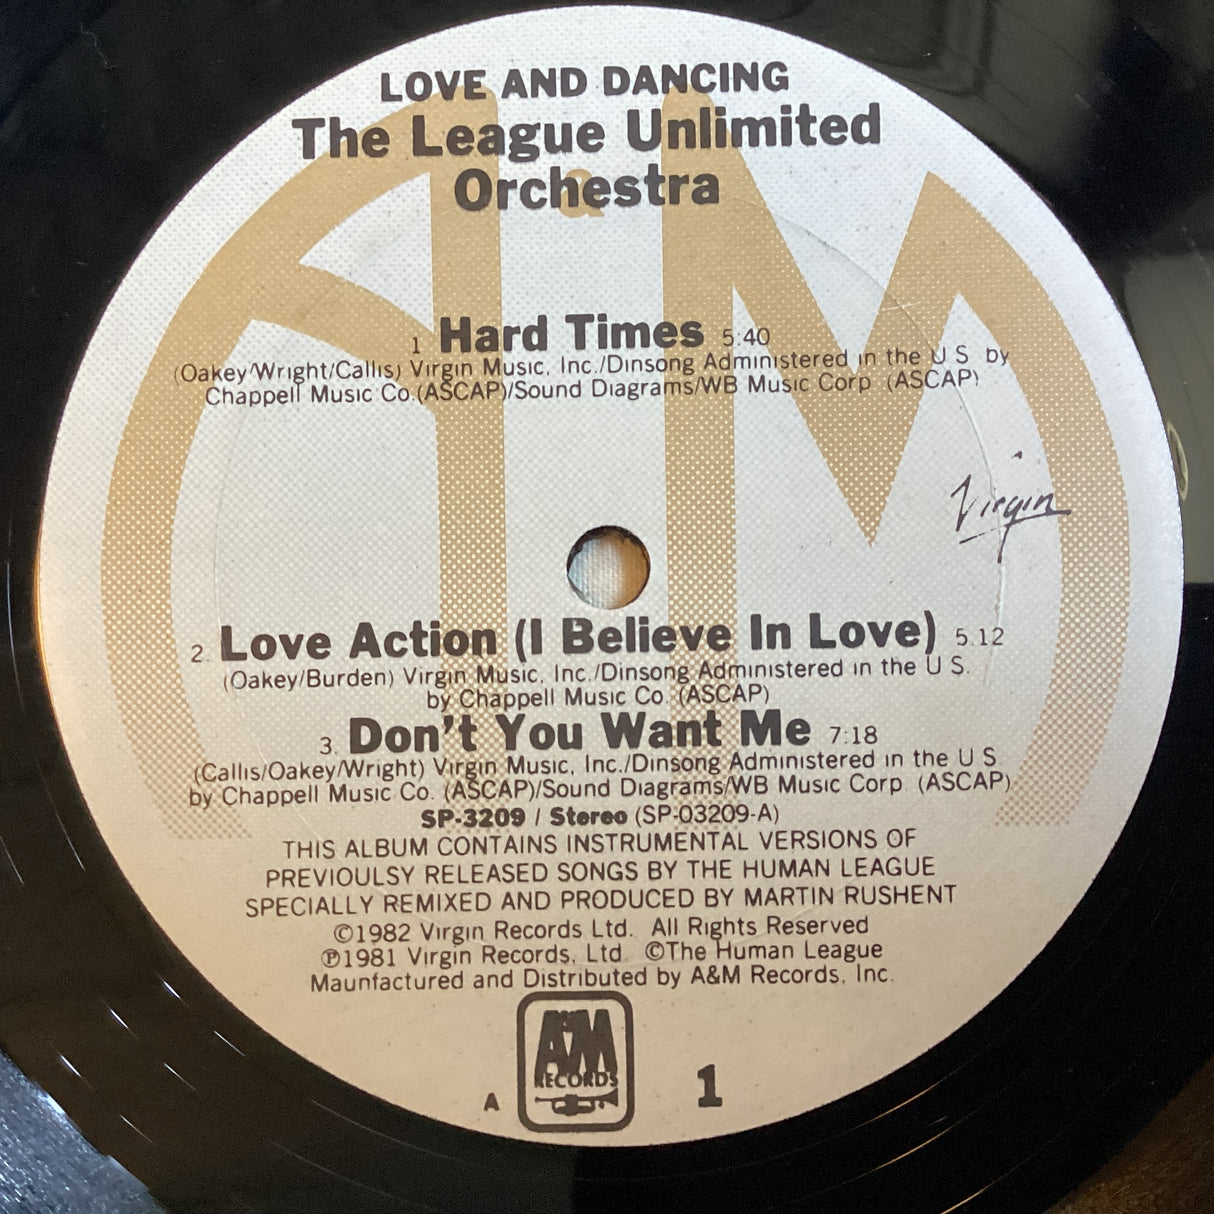 LOVE AND DANCING
The League Unlimited
Orchestra
&
1 Hard Times 5:40
(Oakey/Wright/Callis) Virgin Music, Inc./Dinsong Administered in the U S by
Chappell Music Co.(ASCAP)/Sound Diagrams/WB Music Corp (ASCAP)
Virgin
2. Love Action (I Believe In Love) 5.12
(Oakey/Burden) Virgin Music, Inc./Dinsong Administered in the U S.
by Chappell Music Co. (ASCAP)
3. Don't You Want Me 7:18
(Callis/Oakey/Wright) Virgin Music, Inc./Dinsong Administered in the U S
by Chappell Music Co. (ASCAP)/Sound Diagrams/WB Music Corp (ASCAP)
SP-3209 / Stereo (SP-03209-A)
THIS ALBUM CONTAINS INSTRUMENTAL VERSIONS OF
PREVIOULSY RELEASED SONGS BY THE HUMAN LEAGUE
SPECIALLY REMIXED AND PRODUCED BY MARTIN RUSHENT
©1982 Virgin Records Ltd. All Rights Reserved
℗1981 Virgin Records, Ltd. ©The Human League
Maunfactured and Distributed by A&M Records, Inc.
A&M
RECORDS
A 1